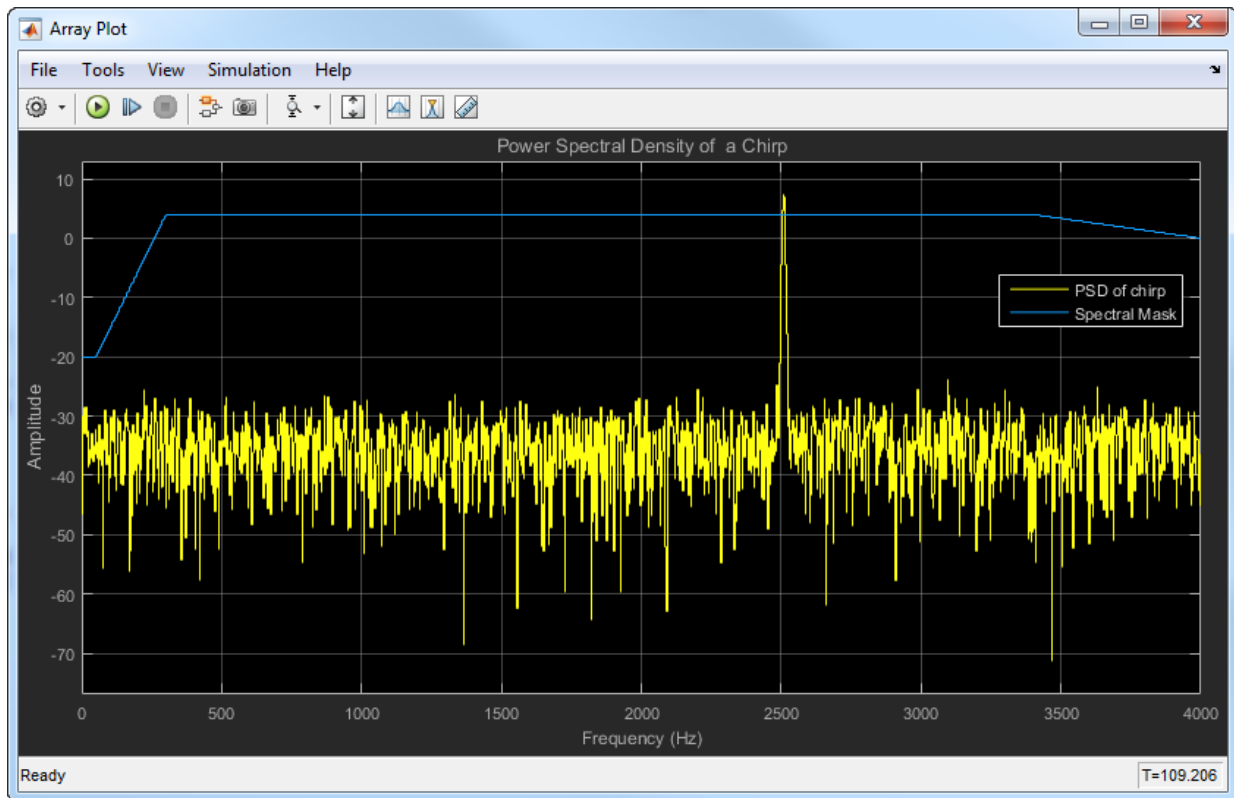 Array Plot
File Tools View Simulation Help
Power Spectral Density of a Chirp
10
0
-10
-20
-30
-40
-50
-60
-70
Amplitude
PSD of chirp
Spectral Mask
0 500 1000 1500 2000 2500 3000 3500 4000
Frequency (Hz)
Ready T=109.206